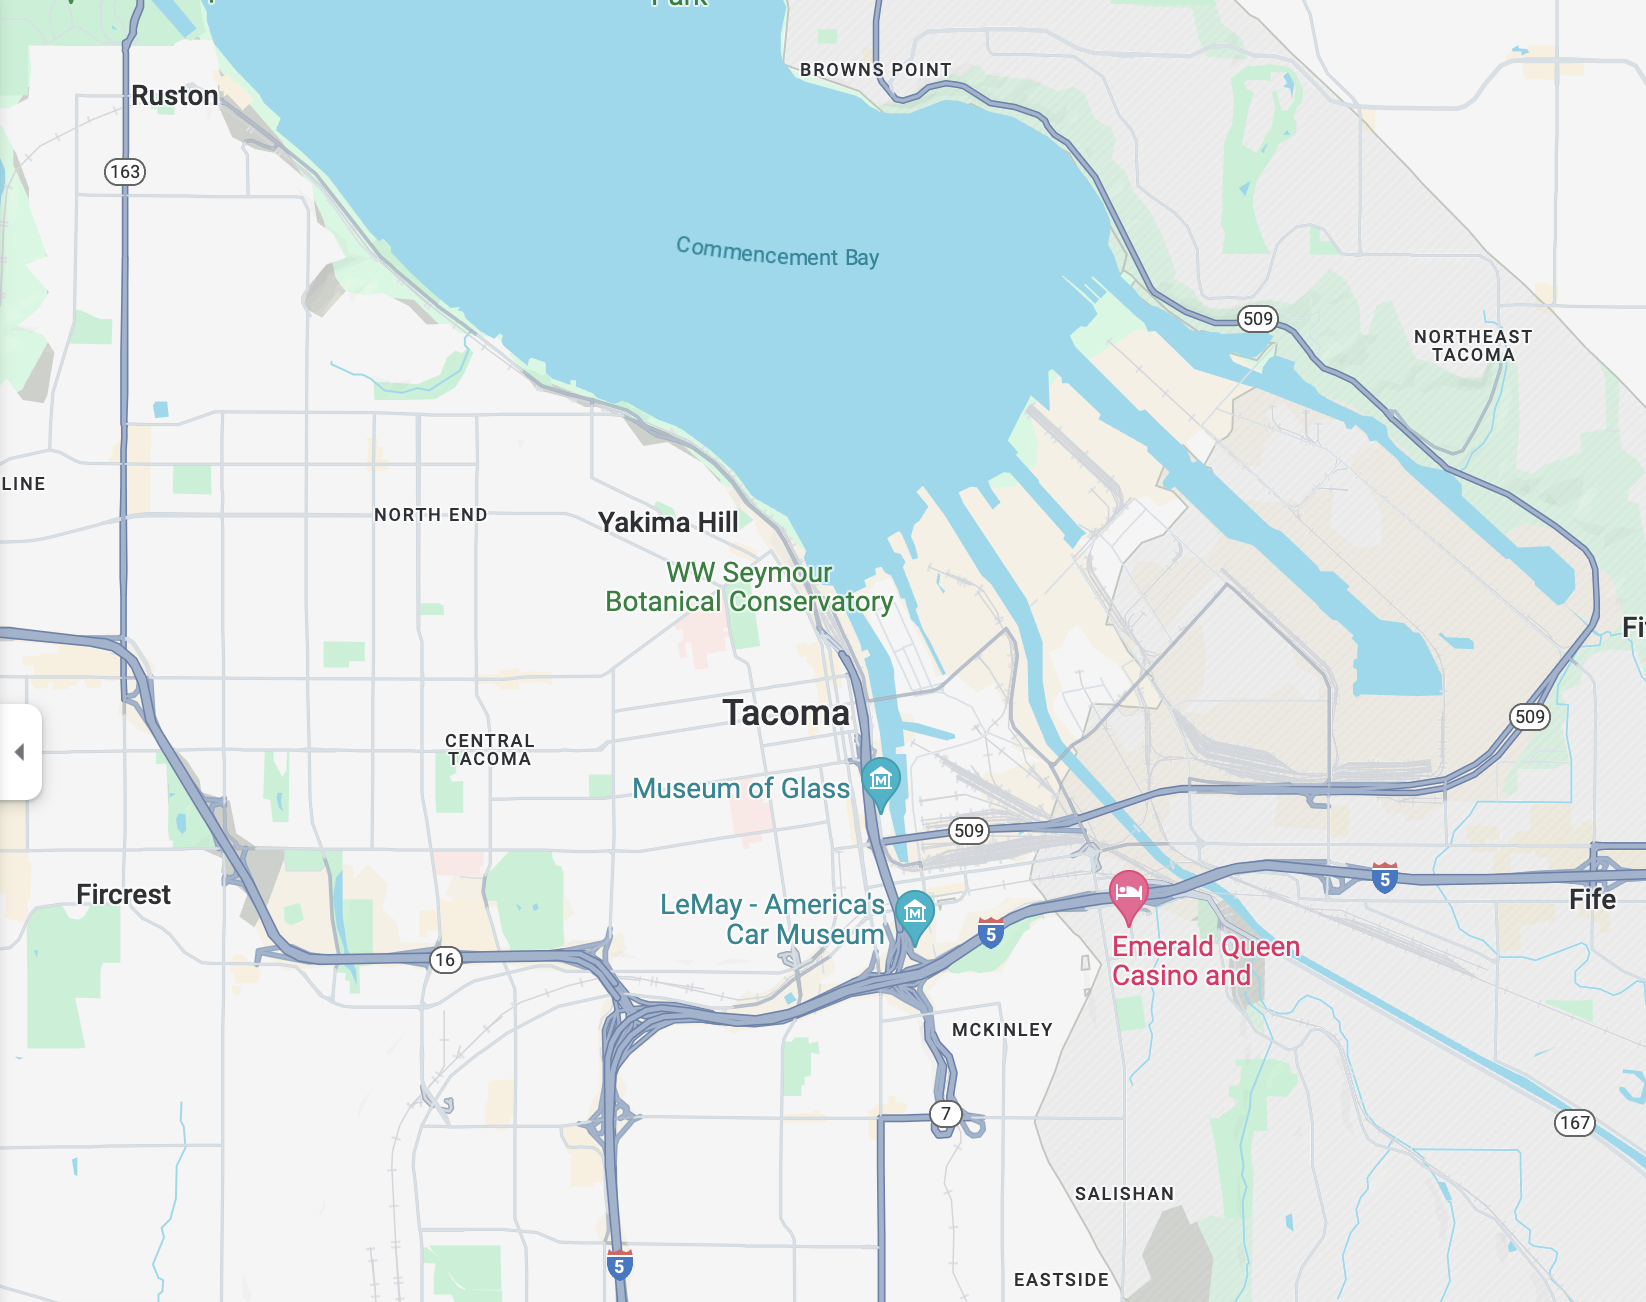 Park
BROWNS POINT
Ruston
163
Commencement Bay
509
NORTHEAST
TACOMA
LINE
NORTH END
Yakima Hill
WW Seymour
Botanical Conservatory
Tacoma
509
CENTRAL
TACOMA
Museum of Glass
509
5
Fircrest
Fife
LeMay - America's
Car Museum
5
Emerald Queen
Casino and
16
MCKINLEY
7
167
SALISHAN
5
EASTSIDE